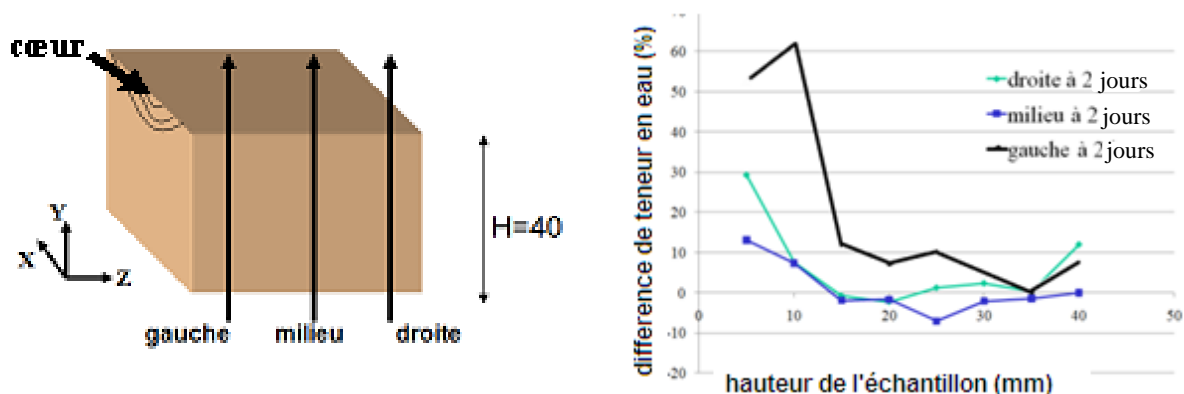 cœur
Y
X
Z
H=40
gauche milieu droite
difference de teneur en eau (%)
70
60
50
40
30
20
10
0
-10
-20
0 10 20 30 40 50
droite à 2 jours
milieu à 2 jours
gauche à 2 jours
hauteur de l'échantillon (mm)